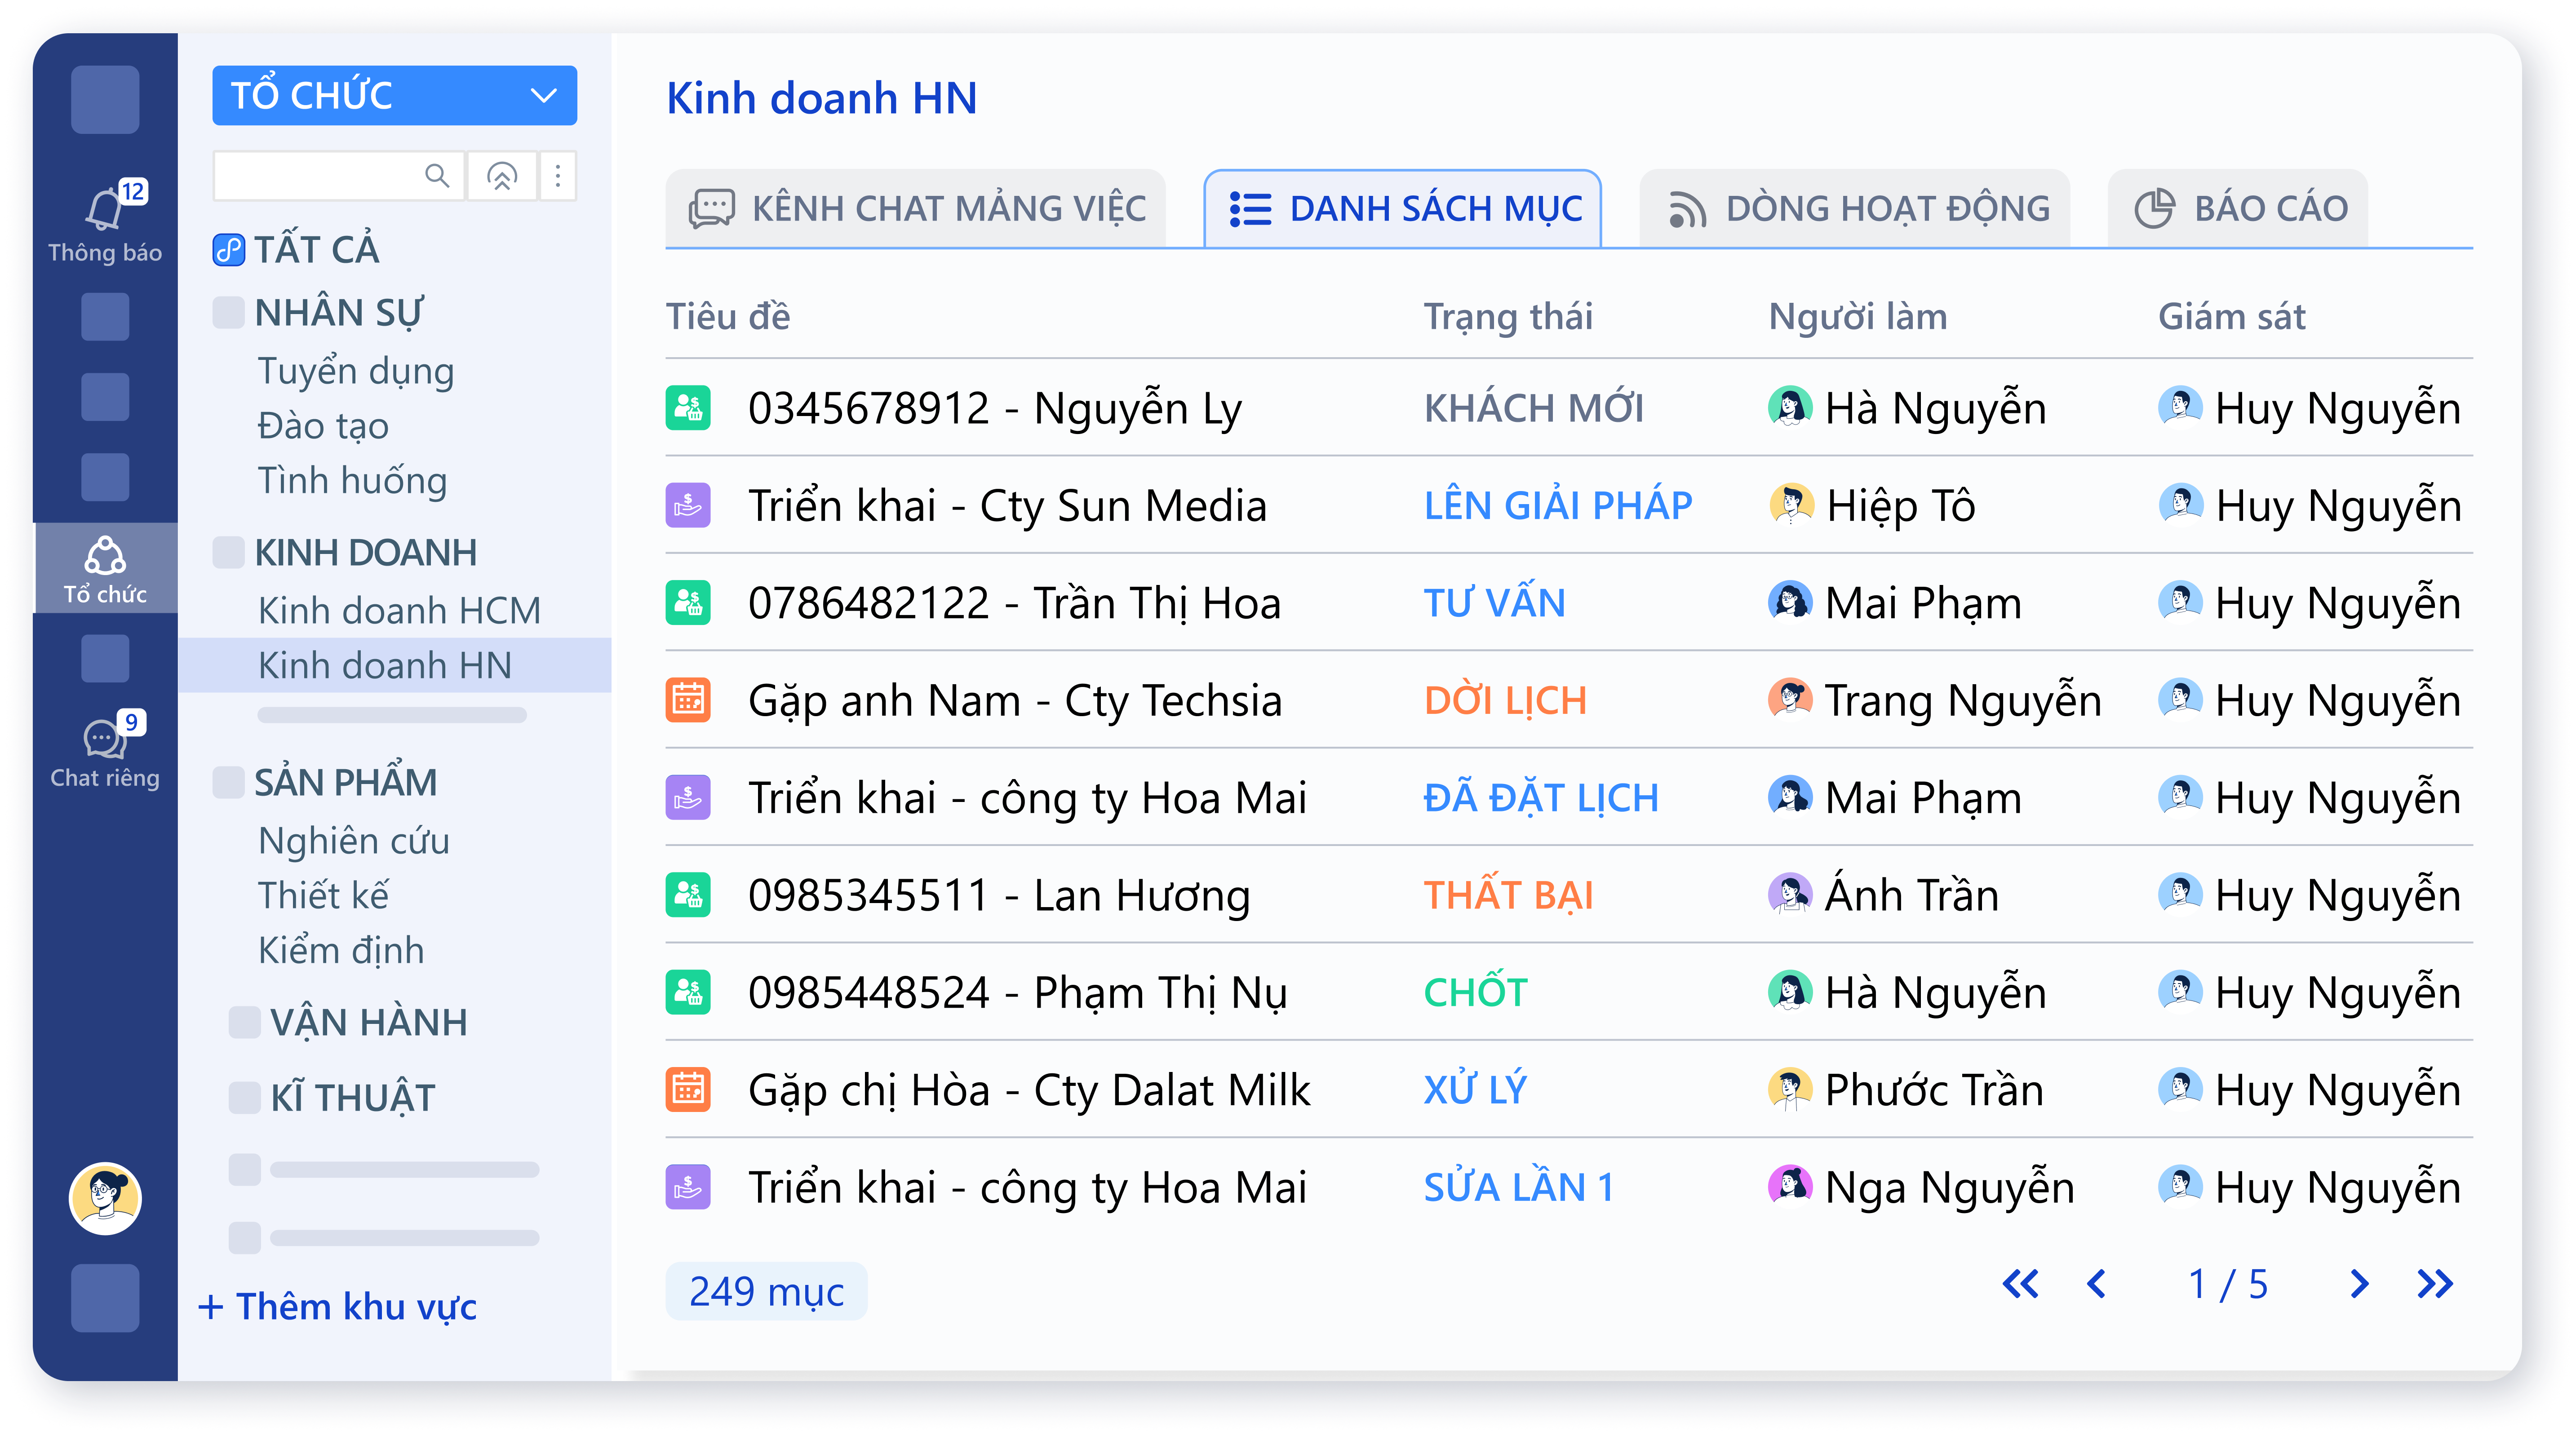 12
Thông báo
Tổ chức
9
Chat riêng
TỔ CHỨC
TẤT CẢ
NHÂN SỰ
Tuyển dụng
Đào tạo
Tình huống
KINH DOANH
Kinh doanh HCM
Kinh doanh HN
SẢN PHẨM
Nghiên cứu
Thiết kế
Kiểm định
VẬN HÀNH
KĨ THUẬT
+ Thêm khu vực
Kinh doanh HN
KÊNH CHAT MẢNG VIỆC DANH SÁCH MỤC DÒNG HOẠT ĐỘNG BÁO CÁO
Tiêu đề Trạng thái Người làm Giám sát
0345678912 - Nguyễn Ly KHÁCH MỚI Hà Nguyễn Huy Nguyễn
Triển khai - Cty Sun Media LÊN GIẢI PHÁP Hiệp Tô Huy Nguyễn
0786482122 - Trần Thị Hoa TƯ VẤN Mai Phạm Huy Nguyễn
Gặp anh Nam - Cty Techsia DỜI LỊCH Trang Nguyễn Huy Nguyễn
Triển khai - công ty Hoa Mai ĐÃ ĐẶT LỊCH Mai Phạm Huy Nguyễn
0985345511 - Lan Hương THẤT BẠI Ánh Trần Huy Nguyễn
0985448524 - Phạm Thị Nụ CHỐT Hà Nguyễn Huy Nguyễn
Gặp chị Hòa - Cty Dalat Milk XỬ LÝ Phước Trần Huy Nguyễn
Triển khai - công ty Hoa Mai SỬA LẦN 1 Nga Nguyễn Huy Nguyễn
249 mục 1 / 5